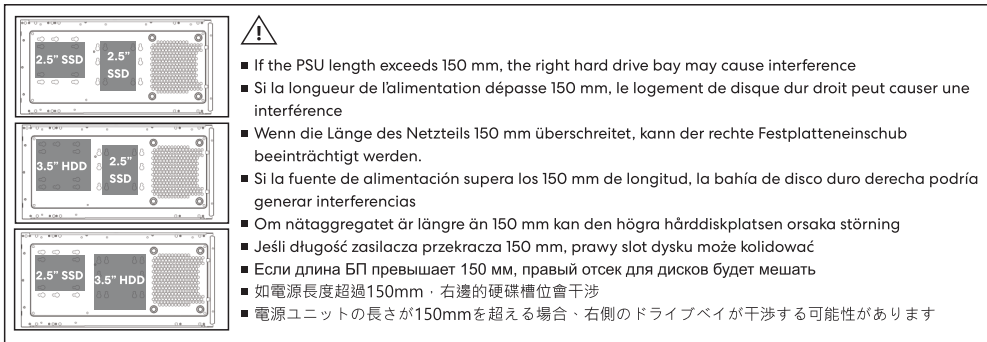 2.5” SSD
2.5”
SSD
3.5” HDD
2.5”
SSD
2.5” SSD
3.5” HDD
■ If the PSU length exceeds 150 mm, the right hard drive bay may cause interference
■ Si la longueur de l’alimentation dépasse 150 mm, le logement de disque dur droit peut causer une
interférence
■ Wenn die Länge des Netzteils 150 mm überschreitet, kann der rechte Festplatteneinschub
beeinträchtigt werden.
■ Si la fuente de alimentación supera los 150 mm de longitud, la bahía de disco duro derecha podría
generar interferencias
■ Om nätaggregatet är längre än 150 mm kan den högra hårddiskplatsen orsaka störning
■ Jeśli długość zasilacza przekracza 150 mm, prawy slot dysku może kolidować
■ Если длина БП превышает 150 мм, правый отсек для дисков будет мешать
■ 如電源長度超過150mm，右邊的硬碟槽位會干涉
■ 電源ユニットの長さが150mmを超える場合、右側のドライブベイが干渉する可能性があります